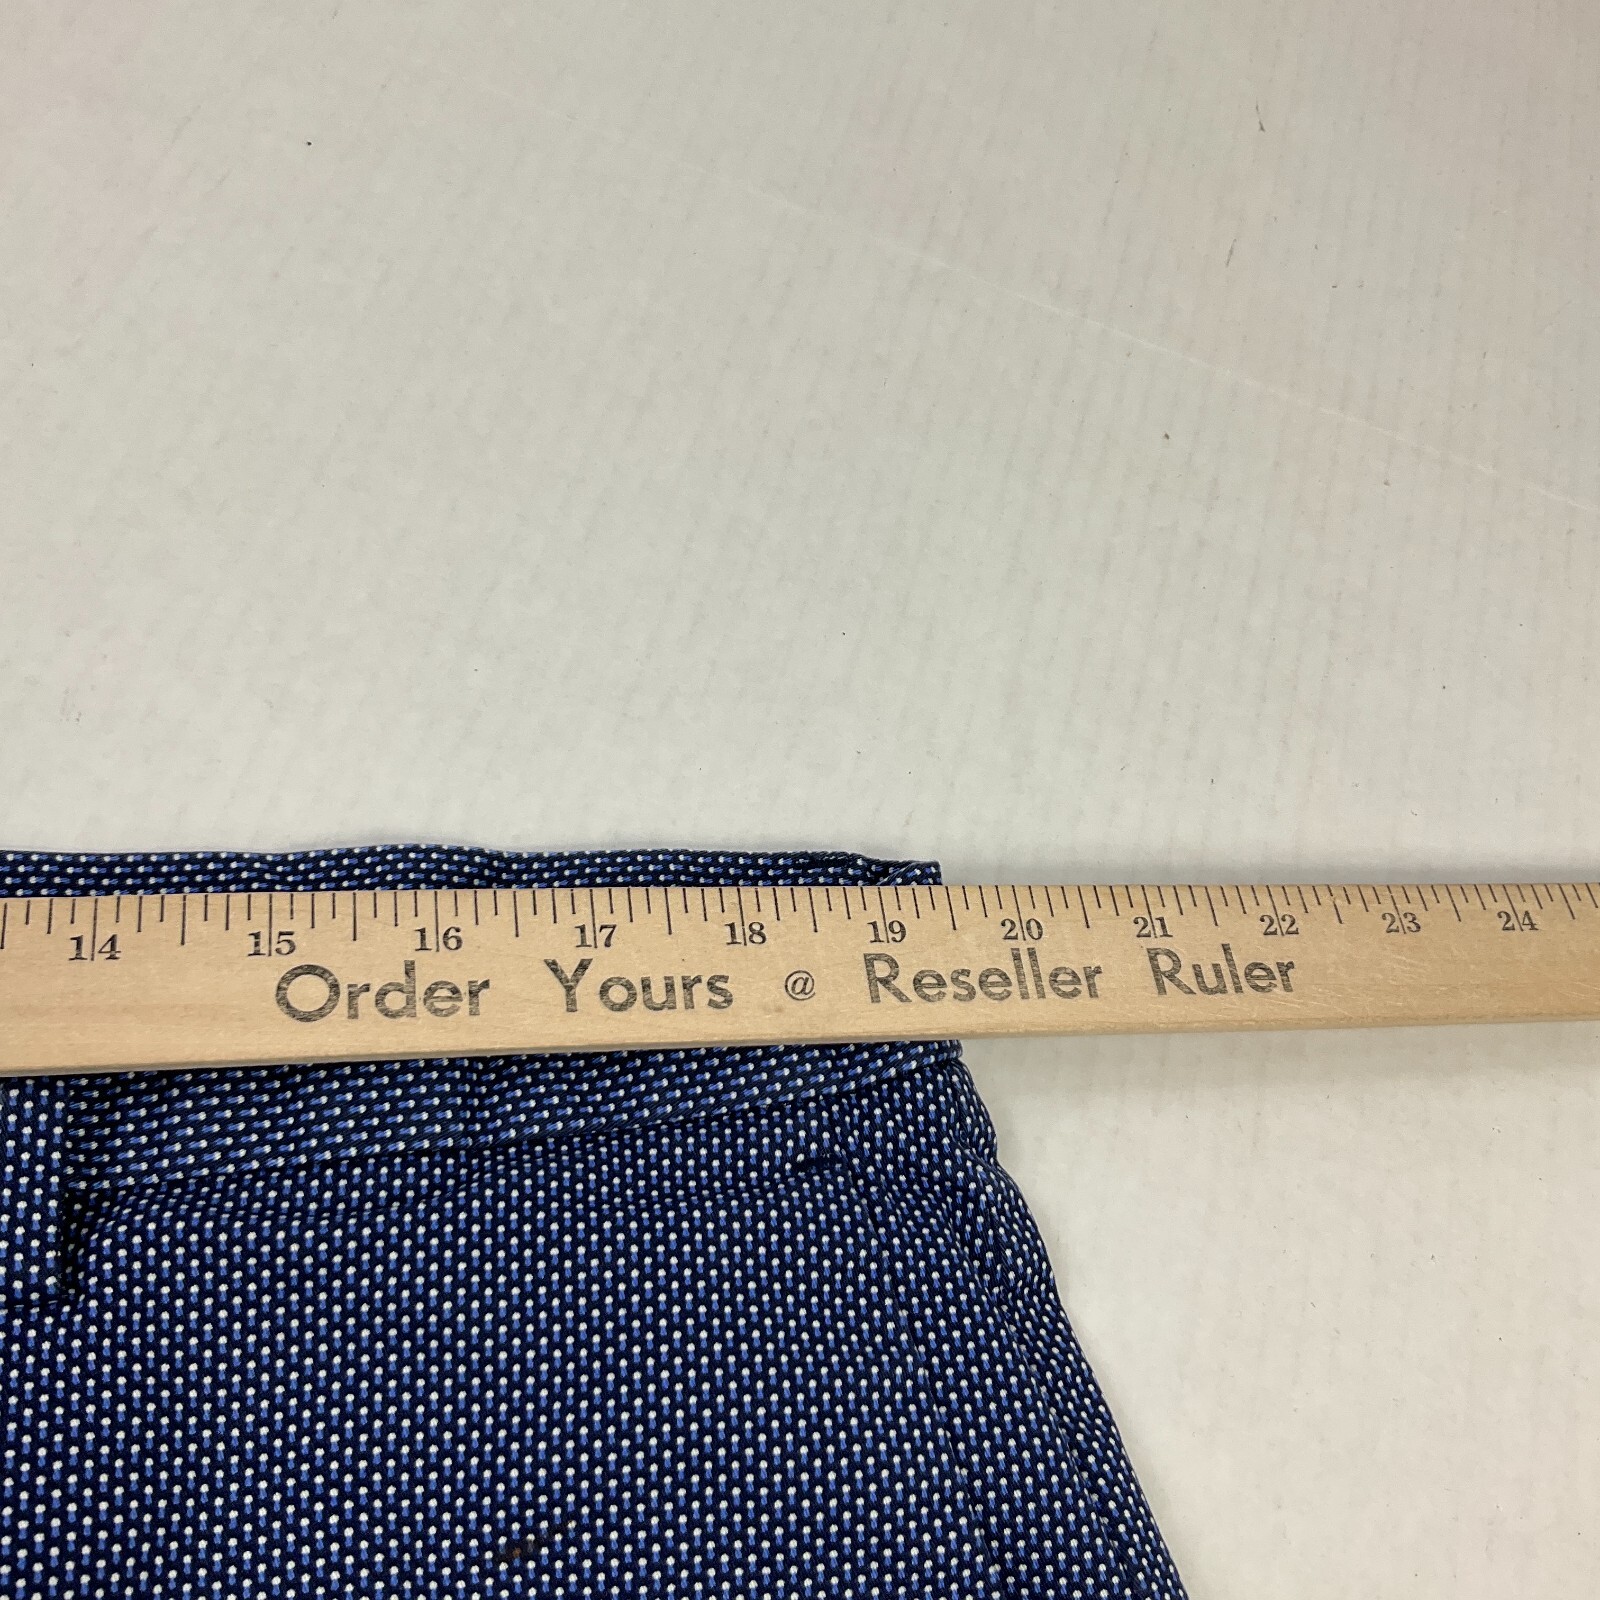 14 15 16 17 18 19 20 21 22 23 24
Order Yours @ Reseller Ruler